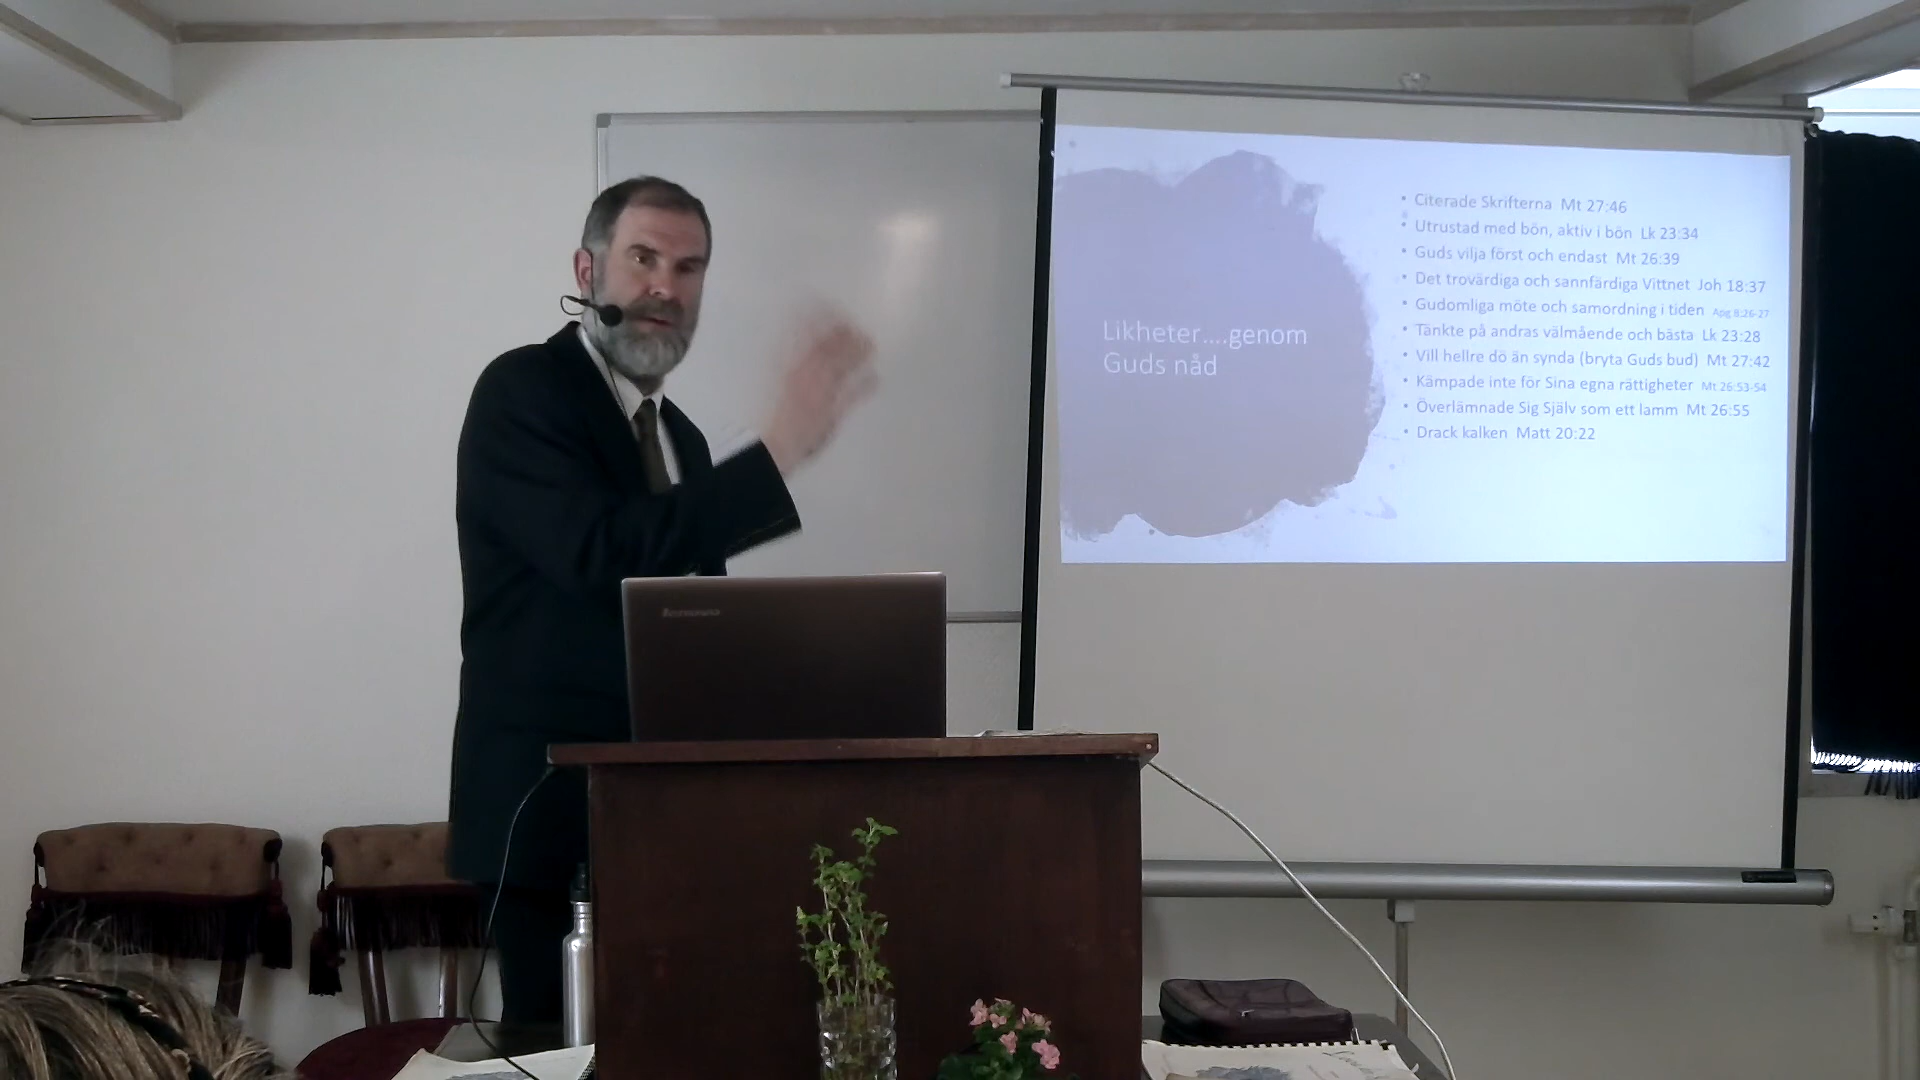 Likheter....genom
Guds nåd
• Citerade Skrifterna Mt 27:46
• Utrustad med bön, aktiv i bön Lk 23:34
• Guds vilja först och endast Mt 26:39
• Det trovärdiga och sannfärdiga Vittnet Joh 18:37
• Gudomliga möte och samordning i tiden Apg 8:26-27
• Tänkte på andras välmående och bästa Lk 23:28
• Vill hellre dö än synda (bryta Guds bud) Mt 27:42
• Kämpade inte för Sina egna rättigheter Mt 26:53-54
• Överlämnade Sig Själv som ett lamm Mt 26:55
• Drack kalken Matt 20:22
lenovo